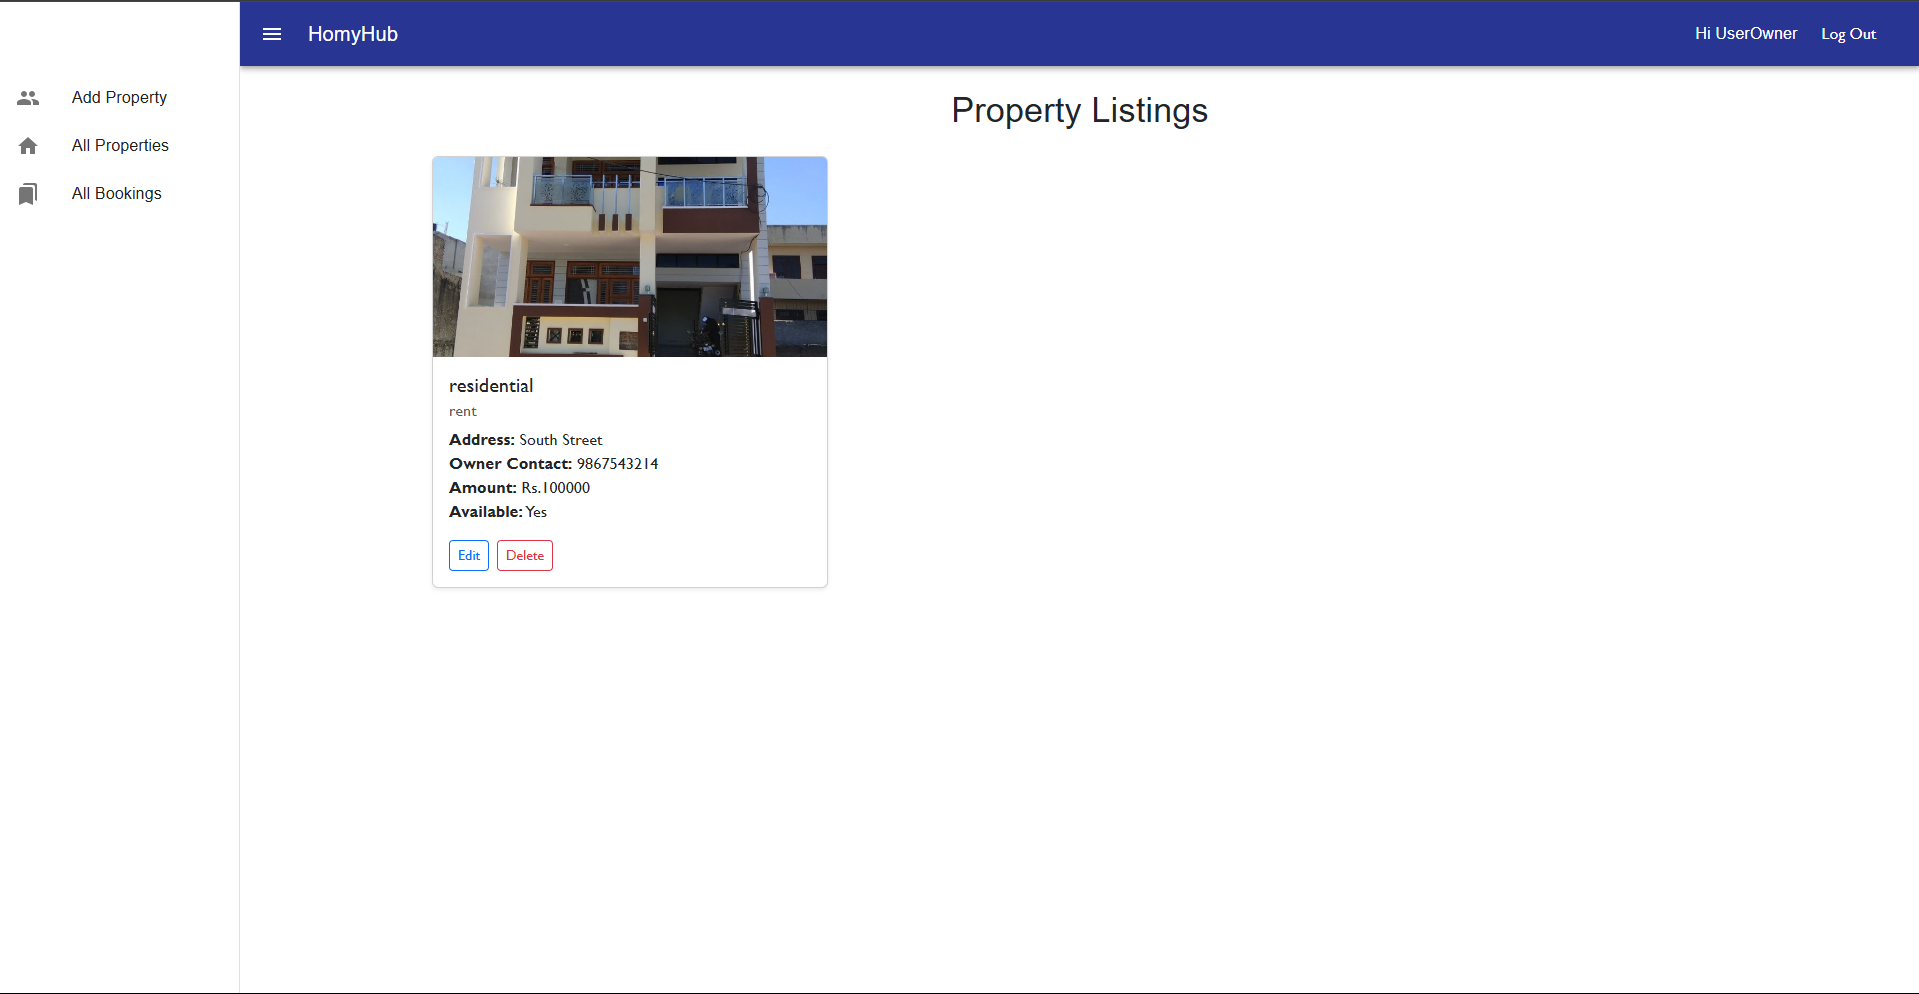 HomyHub
Hi UserOwner
Log Out
Add Property
All Properties
All Bookings
Property Listings
residential
rent
Address: South Street
Owner Contact: 9867543214
Amount: Rs.100000
Available: Yes
Edit
Delete